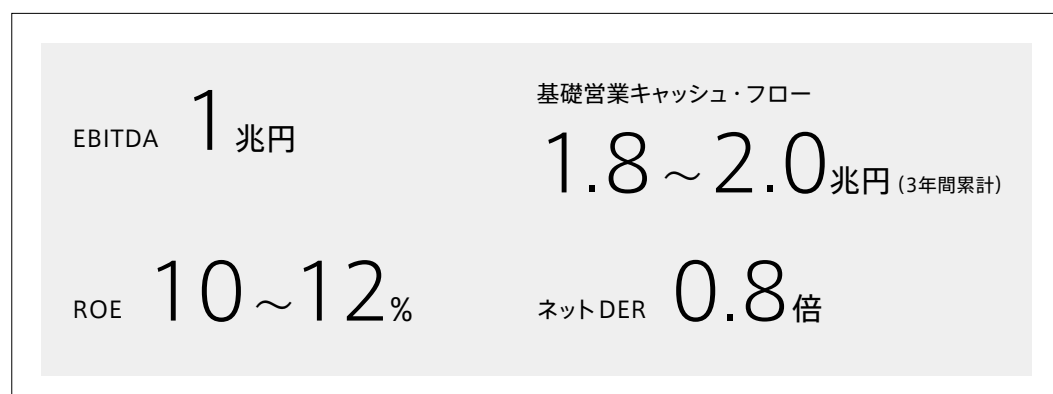 EBITDA 1兆円
基礎営業キャッシュ・フロー
1.8～2.0兆円(3年間累計)
ROE 10～12%
ネットDER 0.8倍